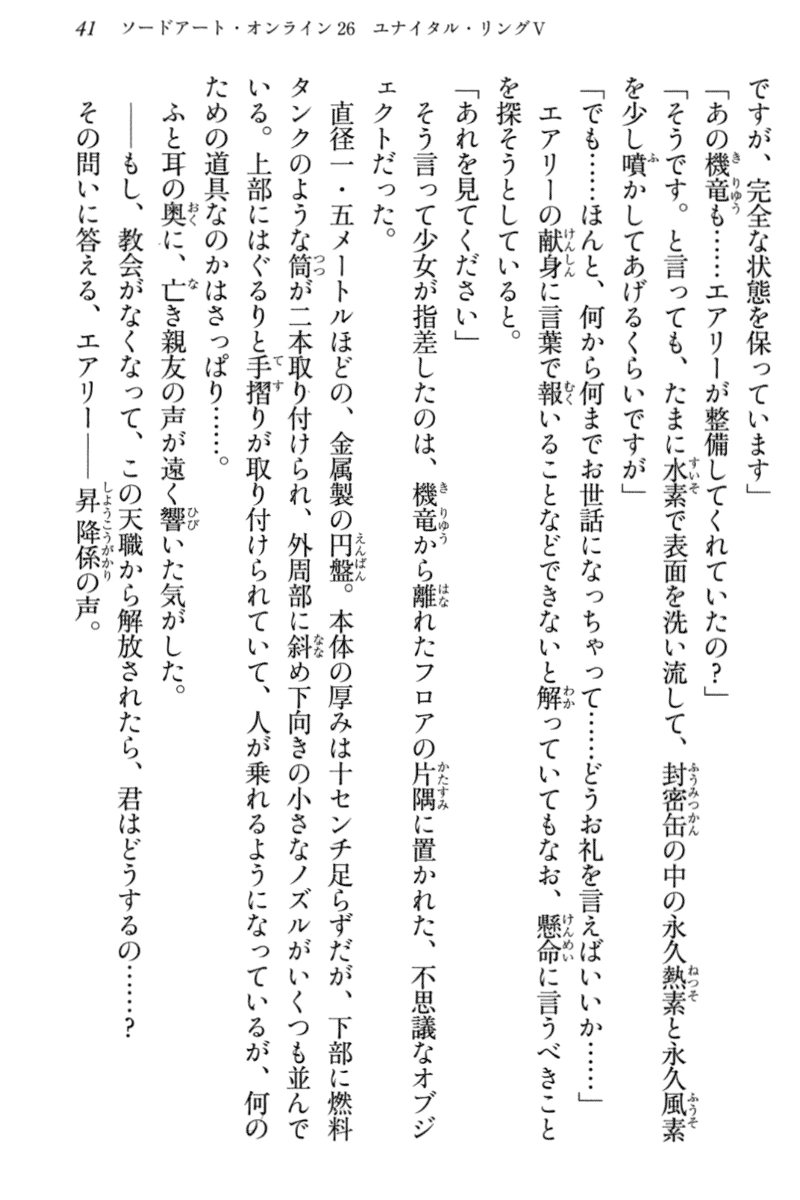 41　ソードアート・オンライン26　ユナイタル・リングⅤ
ですが、完全な状態を保っています」
「あの機竜も……エアリーが整備してくれていたの？」
「そうです。と言っても、たまに水素で表面を洗い流して、封密缶の中の永久熱素と永久風素
を少し噴かしてあげるくらいですが」
「でも……ほんと、何から何までお世話になっちゃって……どうお礼を言えばいいか……」
エアリーの献身に言葉で報いることなどできないと解っていてもなお、懸命に言うべきこと
を探そうとしていると。
「あれを見てください」
そう言って少女が指差したのは、機竜から離れたフロアの片隅に置かれた、不思議なオブジ
ェクトだった。
直径一・五メートルほどの、金属製の円盤。本体の厚みは十センチ足らずだが、下部に燃料
タンクのような筒が二本取り付けられ、外周部に斜め下向きの小さなノズルがいくつも並んで
いる。上部にはぐるりと手摺りが取り付けられていて、人が乗れるようになっているが、何の
ための道具なのかはさっぱり……。
ふと耳の奥に、亡き親友の声が遠く響いた気がした。
――もし、教会がなくなって、この天職から解放されたら、君はどうするの……？
その問いに答える、エアリー――昇降係の声。